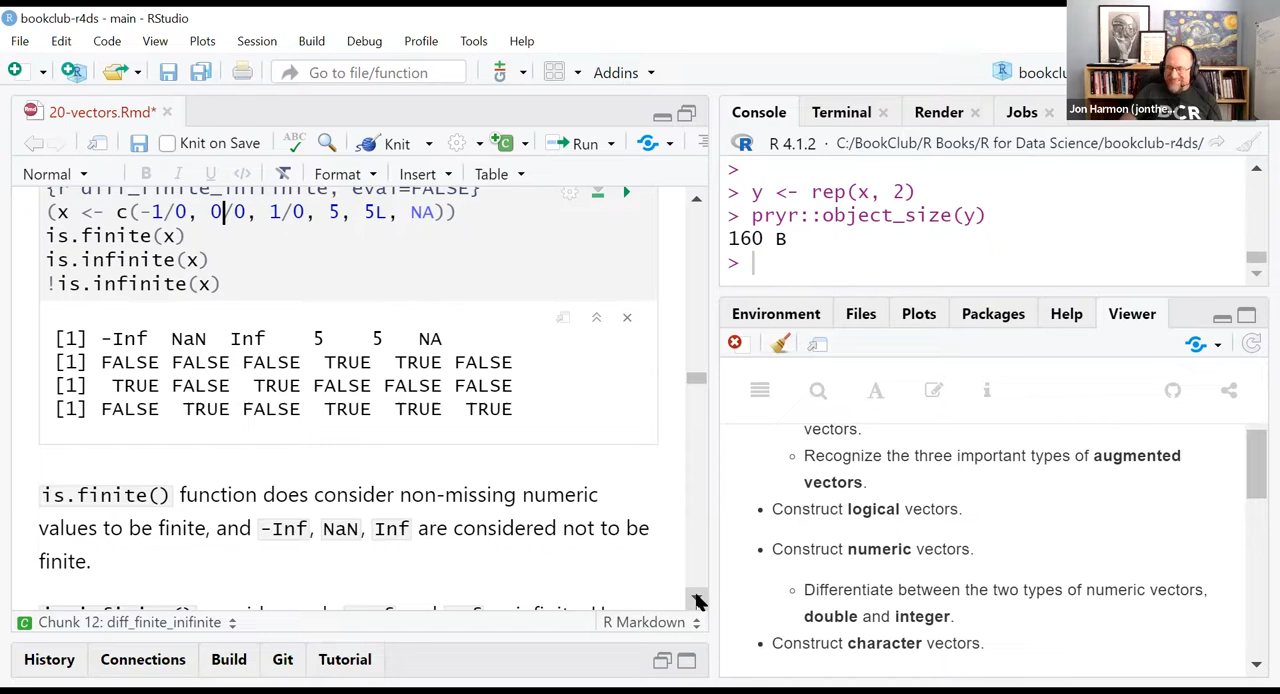 bookclub-r4ds - main - RStudio
File Edit Code View Plots Session Build Debug Profile Tools Help
Go to file/function
Addins
bookclu
Jon Harmon (jonthe...
DCR
20-vectors.Rmd*
Knit on Save
ABC
Knit
Run
Normal
B I U </>
Format
Insert
Table
{r diff_finite_infinite, eval=FALSE}
(x <- c(-1/0, 0/0, 1/0, 5, 5L, NA))
is.finite(x)
is.infinite(x)
!is.infinite(x)
[1] -Inf NaN Inf 5 5 NA
[1] FALSE FALSE FALSE TRUE TRUE FALSE
[1] TRUE FALSE TRUE FALSE FALSE FALSE
[1] FALSE TRUE FALSE TRUE TRUE TRUE
is.finite() function does consider non-missing numeric
values to be finite, and -Inf, NaN, Inf are considered not to be
finite.
Chunk 12: diff_finite_inifinite
R Markdown
History Connections Build Git Tutorial
Console Terminal Render Jobs
R 4.1.2 · C:/BookClub/R Books/R for Data Science/bookclub-r4ds/
>
> y <- rep(x, 2)
> pryr::object_size(y)
160 B
>
Environment Files Plots Packages Help Viewer
vectors.
Recognize the three important types of augmented
vectors.
Construct logical vectors.
Construct numeric vectors.
Differentiate between the two types of numeric vectors,
double and integer.
Construct character vectors.